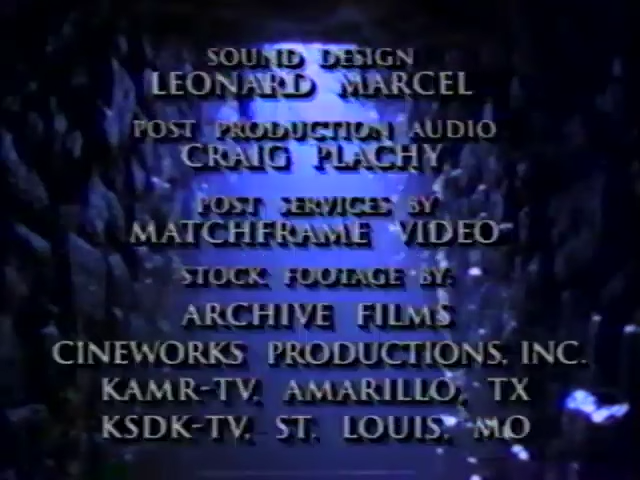 SOUND DESIGN
LEONARD MARCEL
POST PRODUCTION AUDIO
CRAIG PLACHY
POST SERVICES BY
MATCHFRAME VIDEO
STOCK FOOTAGE BY:
ARCHIVE FILMS
CINEWORKS PRODUCTIONS, INC.
KAMR-TV, AMARILLO, TX
KSDK-TV, ST. LOUIS, MO